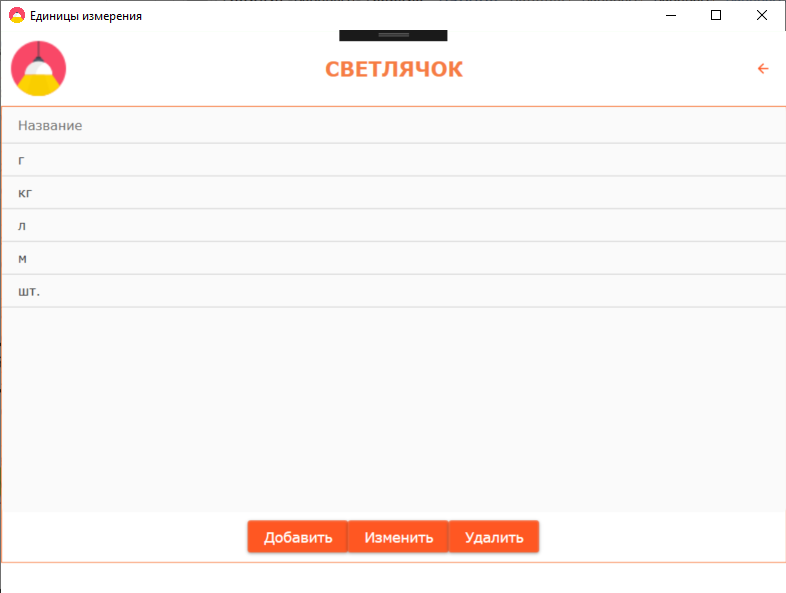 Единицы измерения
СВЕТЛЯЧОК
Название
г
кг
л
м
шт.
Добавить Изменить Удалить